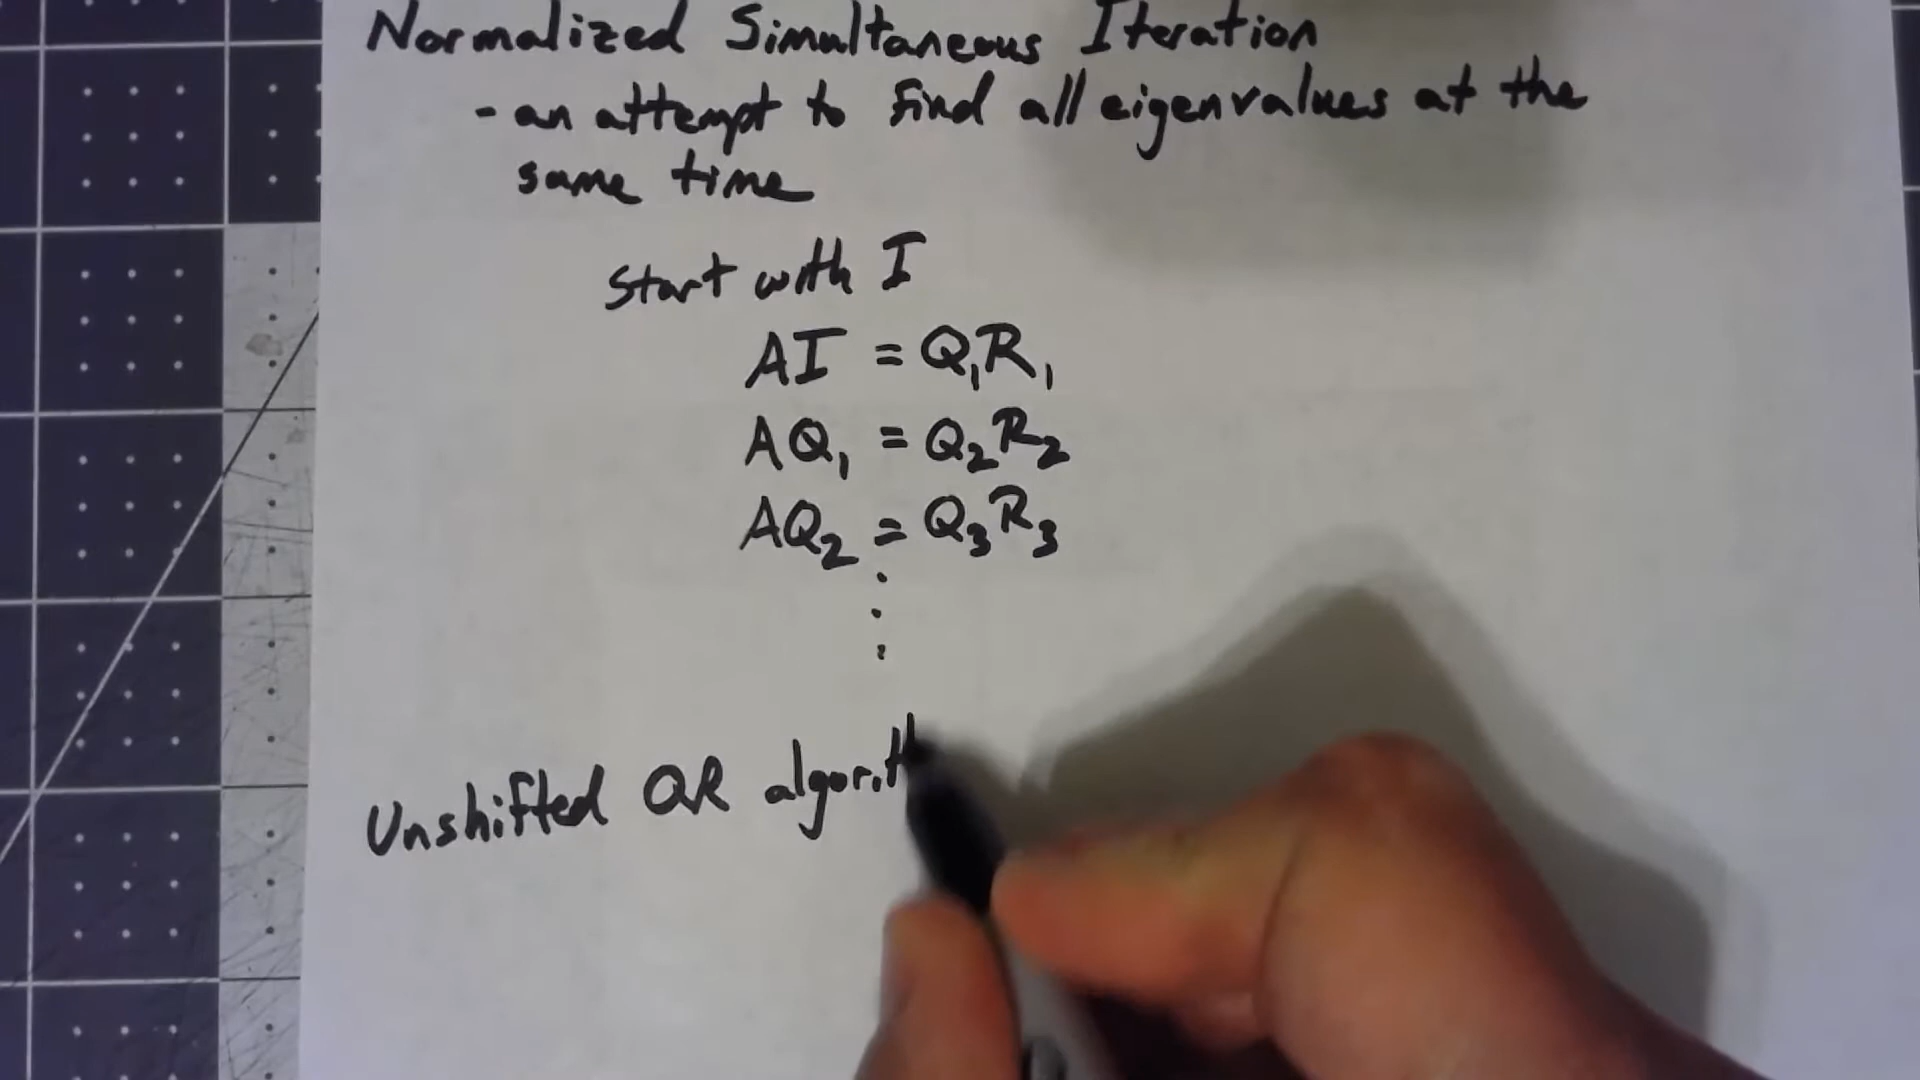 Normalized Simultaneous Iteration
- an attempt to find all eigenvalues at the
same time
Start with I
AI = Q₁R₁
AQ₁ = Q₂R₂
AQ₂ = Q₃R₃
⋮
Unshifted QR algorith